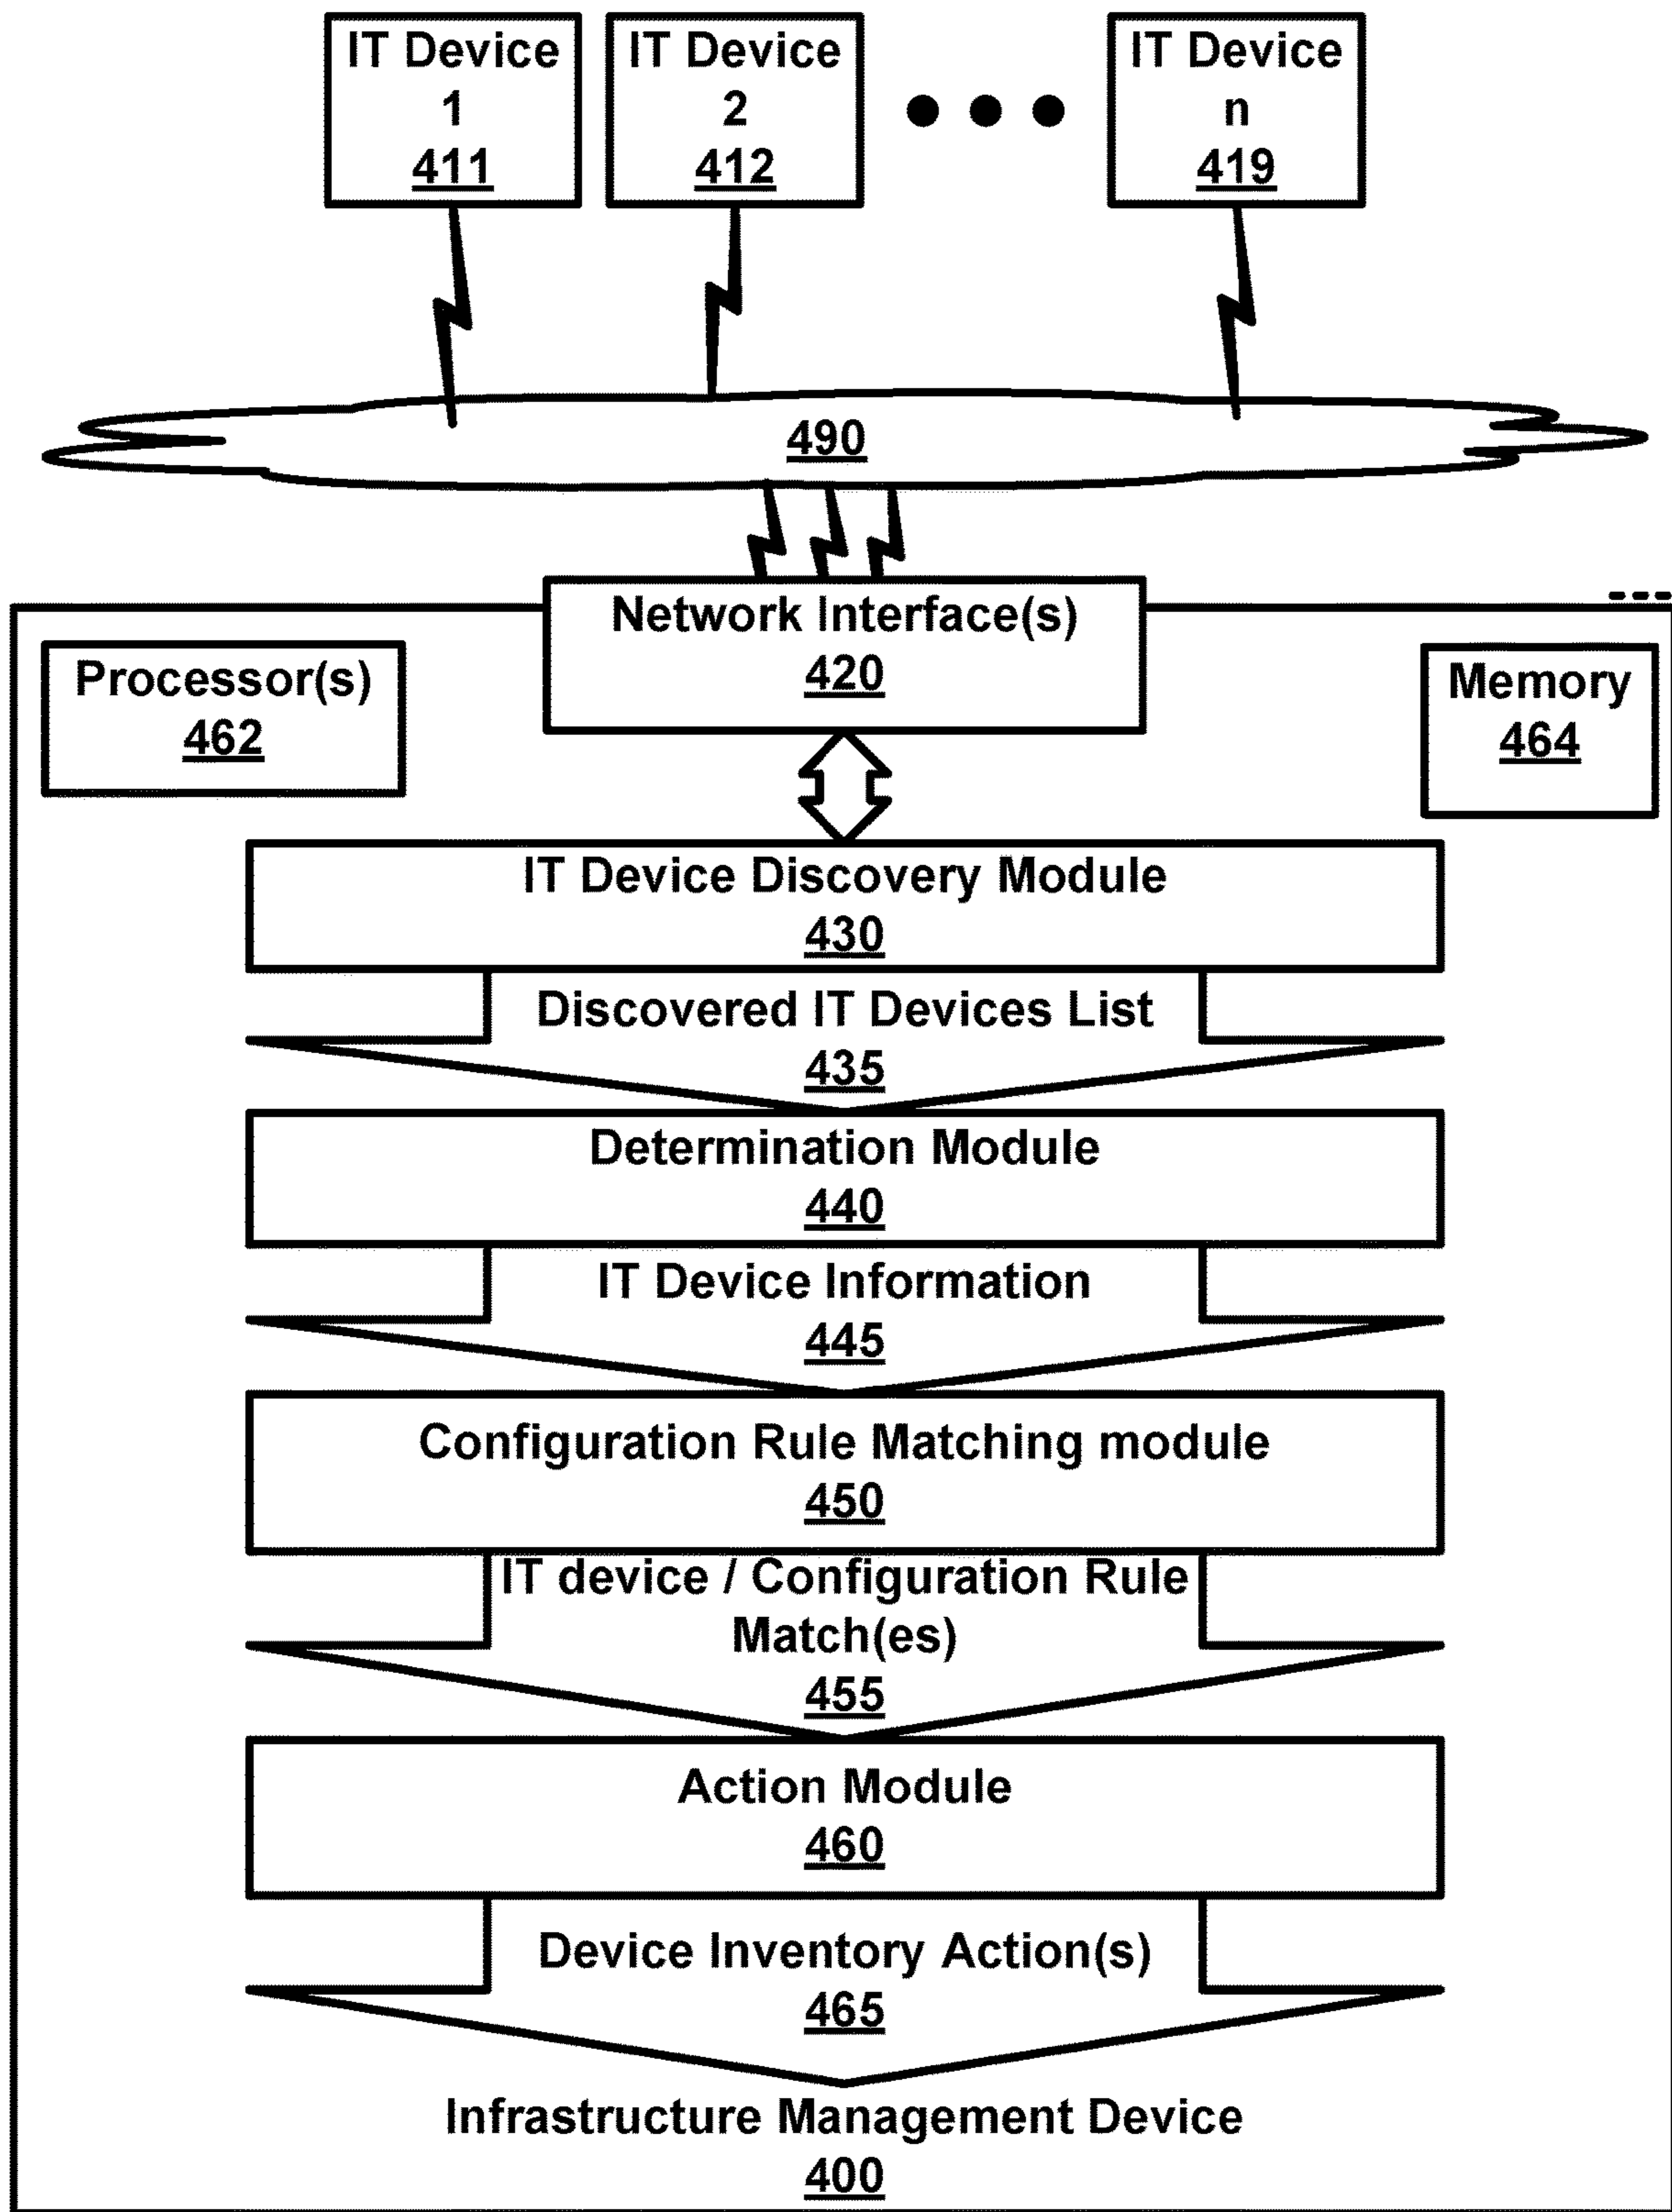 IT Device
1
411
IT Device
2
412
IT Device
n
419
490
Network Interface(s)
420
Processor(s)
462
Memory
464
IT Device Discovery Module
430
Discovered IT Devices List
435
Determination Module
440
IT Device Information
445
Configuration Rule Matching module
450
IT device / Configuration Rule
Match(es)
455
Action Module
460
Device Inventory Action(s)
465
Infrastructure Management Device
400